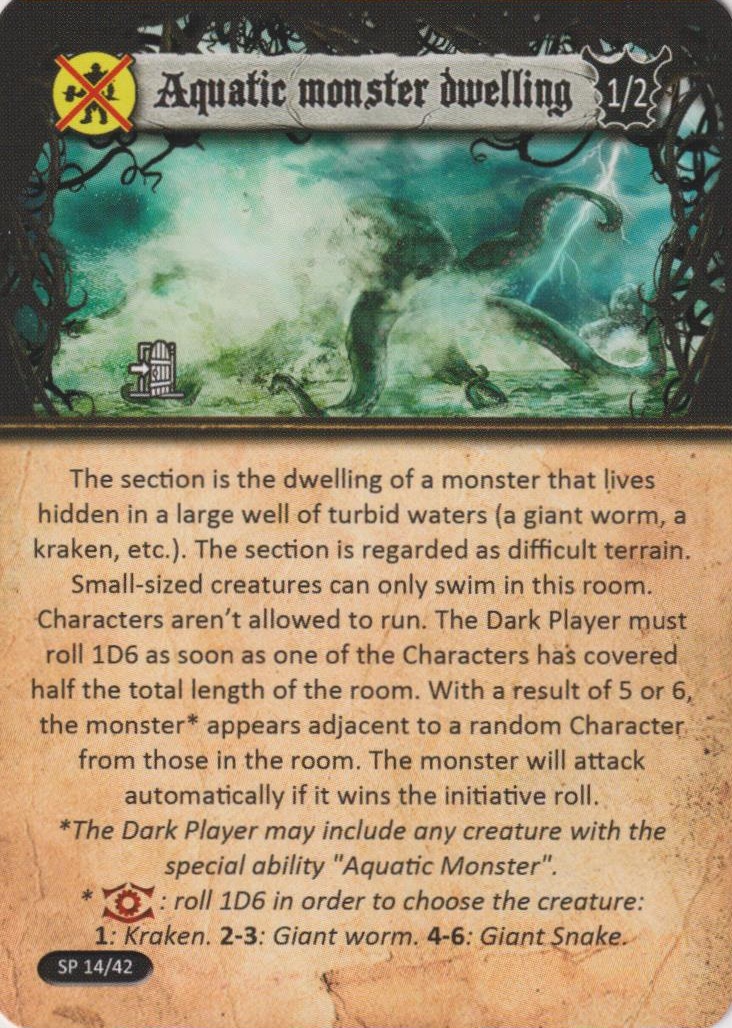 Aquatic monster dwelling
1/2
The section is the dwelling of a monster that lives
hidden in a large well of turbid waters (a giant worm, a
kraken, etc.). The section is regarded as difficult terrain.
Small-sized creatures can only swim in this room.
Characters aren't allowed to run. The Dark Player must
roll 1D6 as soon as one of the Characters has covered
half the total length of the room. With a result of 5 or 6,
the monster* appears adjacent to a random Character
from those in the room. The monster will attack
automatically if it wins the initiative roll.
*The Dark Player may include any creature with the
special ability "Aquatic Monster".
* : roll 1D6 in order to choose the creature:
1: Kraken. 2-3: Giant worm. 4-6: Giant Snake.
SP 14/42